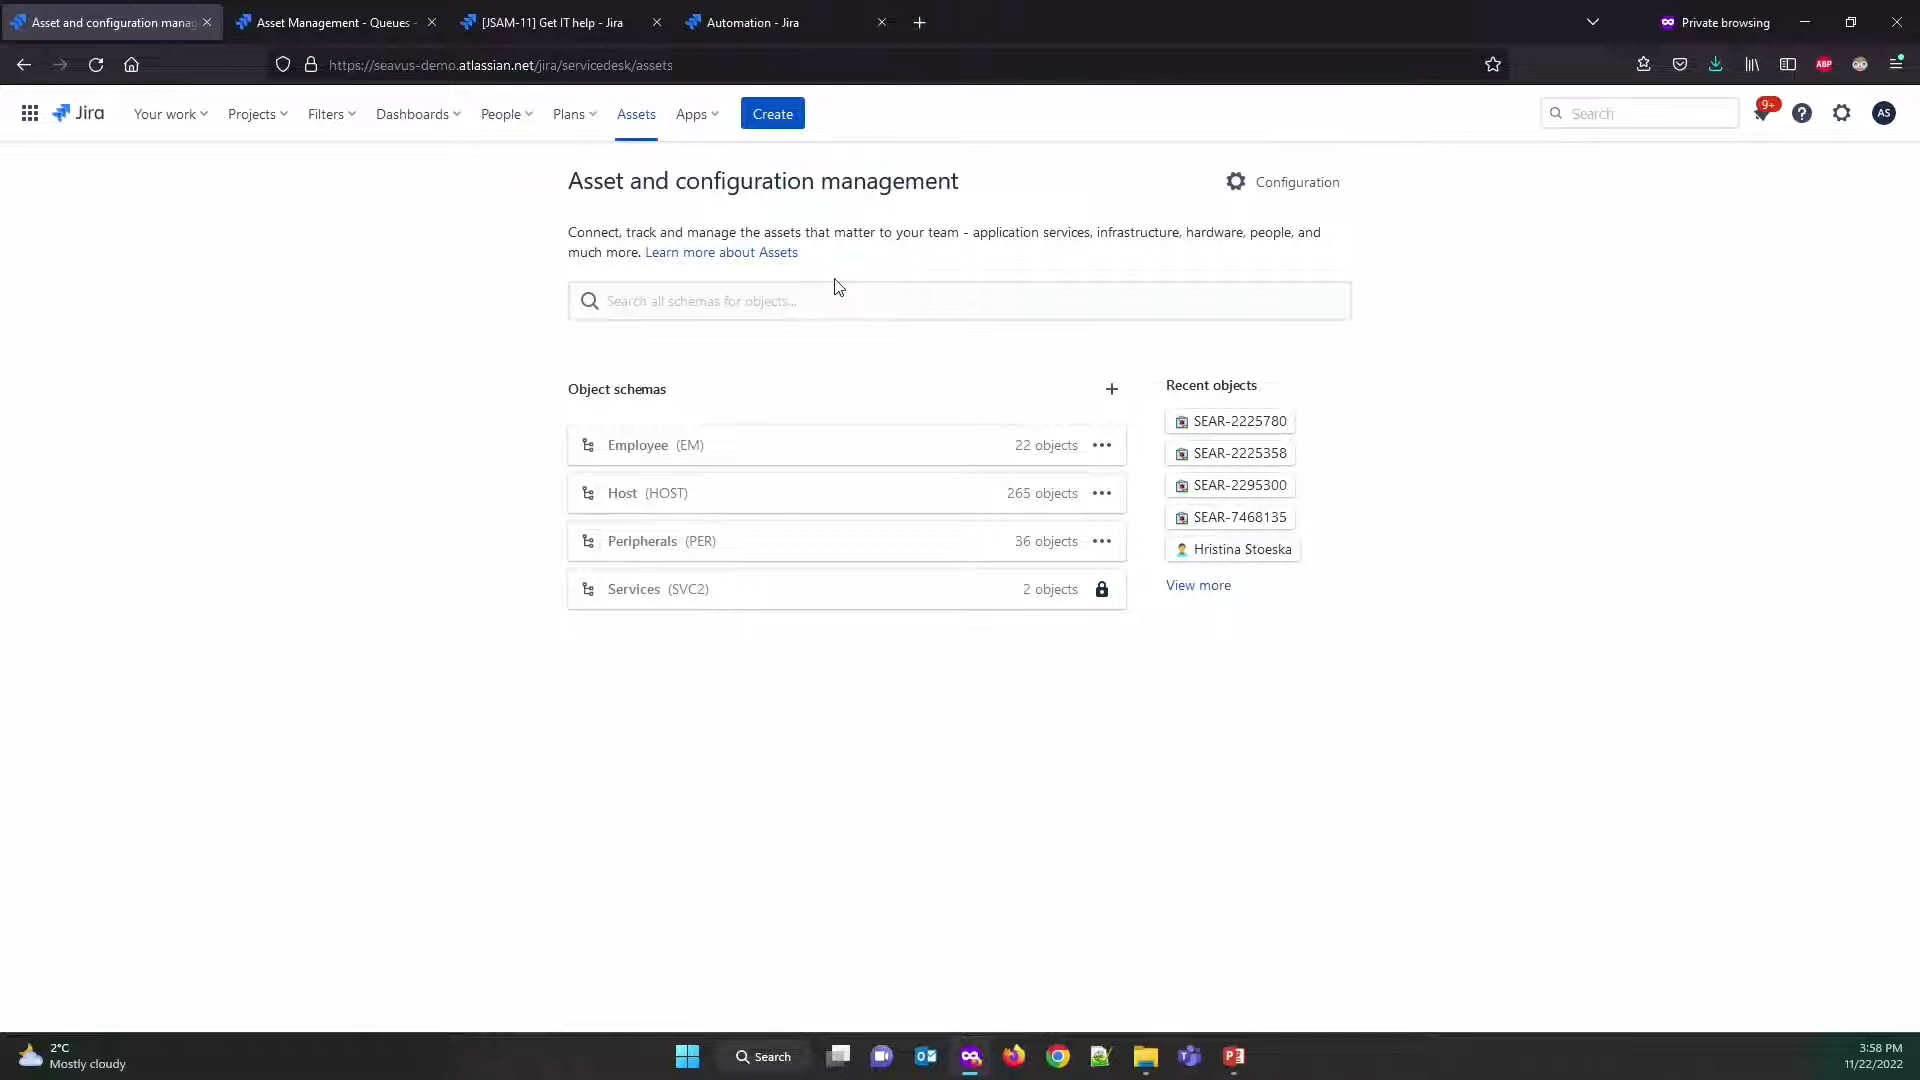 Asset and configuration manag
Asset Management - Queues -
[JSAM-11] Get IT help - Jira
Automation - Jira
Private browsing
https://seavus-demo.atlassian.net/jira/servicedesk/assets
ABP
Jira
Your work
Projects
Filters
Dashboards
People
Plans
Assets
Apps
Create
Search
9+
AS
Asset and configuration management
Configuration
Connect, track and manage the assets that matter to your team - application services, infrastructure, hardware, people, and
much more. Learn more about Assets
Search all schemas for objects...
Object schemas
Employee (EM)
22 objects
Host (HOST)
265 objects
Peripherals (PER)
36 objects
Services (SVC2)
2 objects
Recent objects
SEAR-2225780
SEAR-2225358
SEAR-2295300
SEAR-7468135
Hristina Stoeska
View more
2°C
Mostly cloudy
Search
3:58 PM
11/22/2022